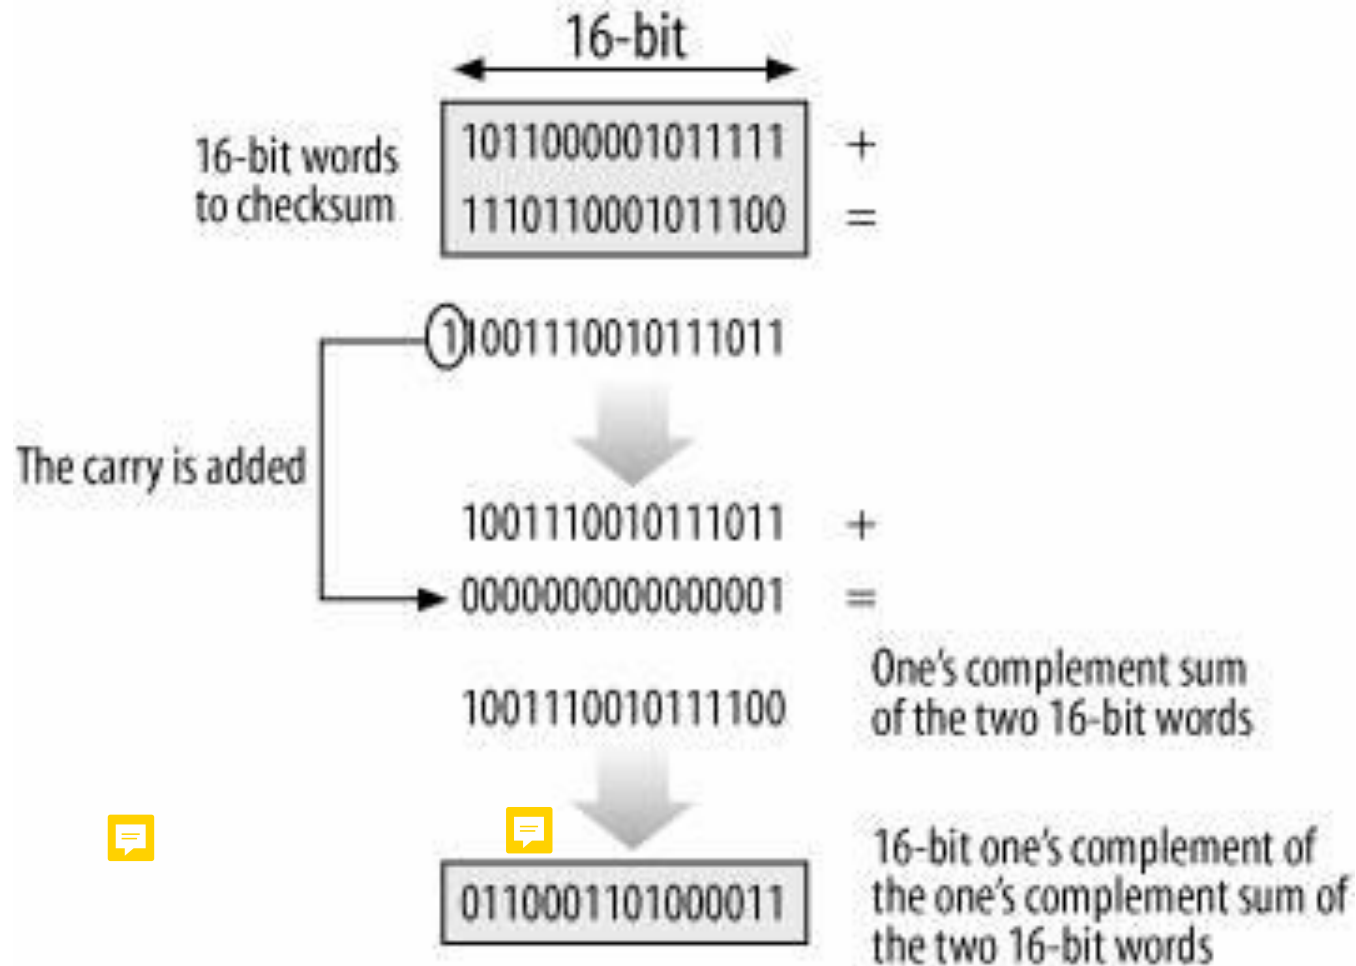 16-bit
16-bit words
to checksum
1011000001011111 +
1110110001011100 =
11001110010111011
The carry is added
1001110010111011 +
0000000000000001 =
1001110010111100
One's complement sum
of the two 16-bit words
0110001101000011
16-bit one's complement of
the one's complement sum of
the two 16-bit words